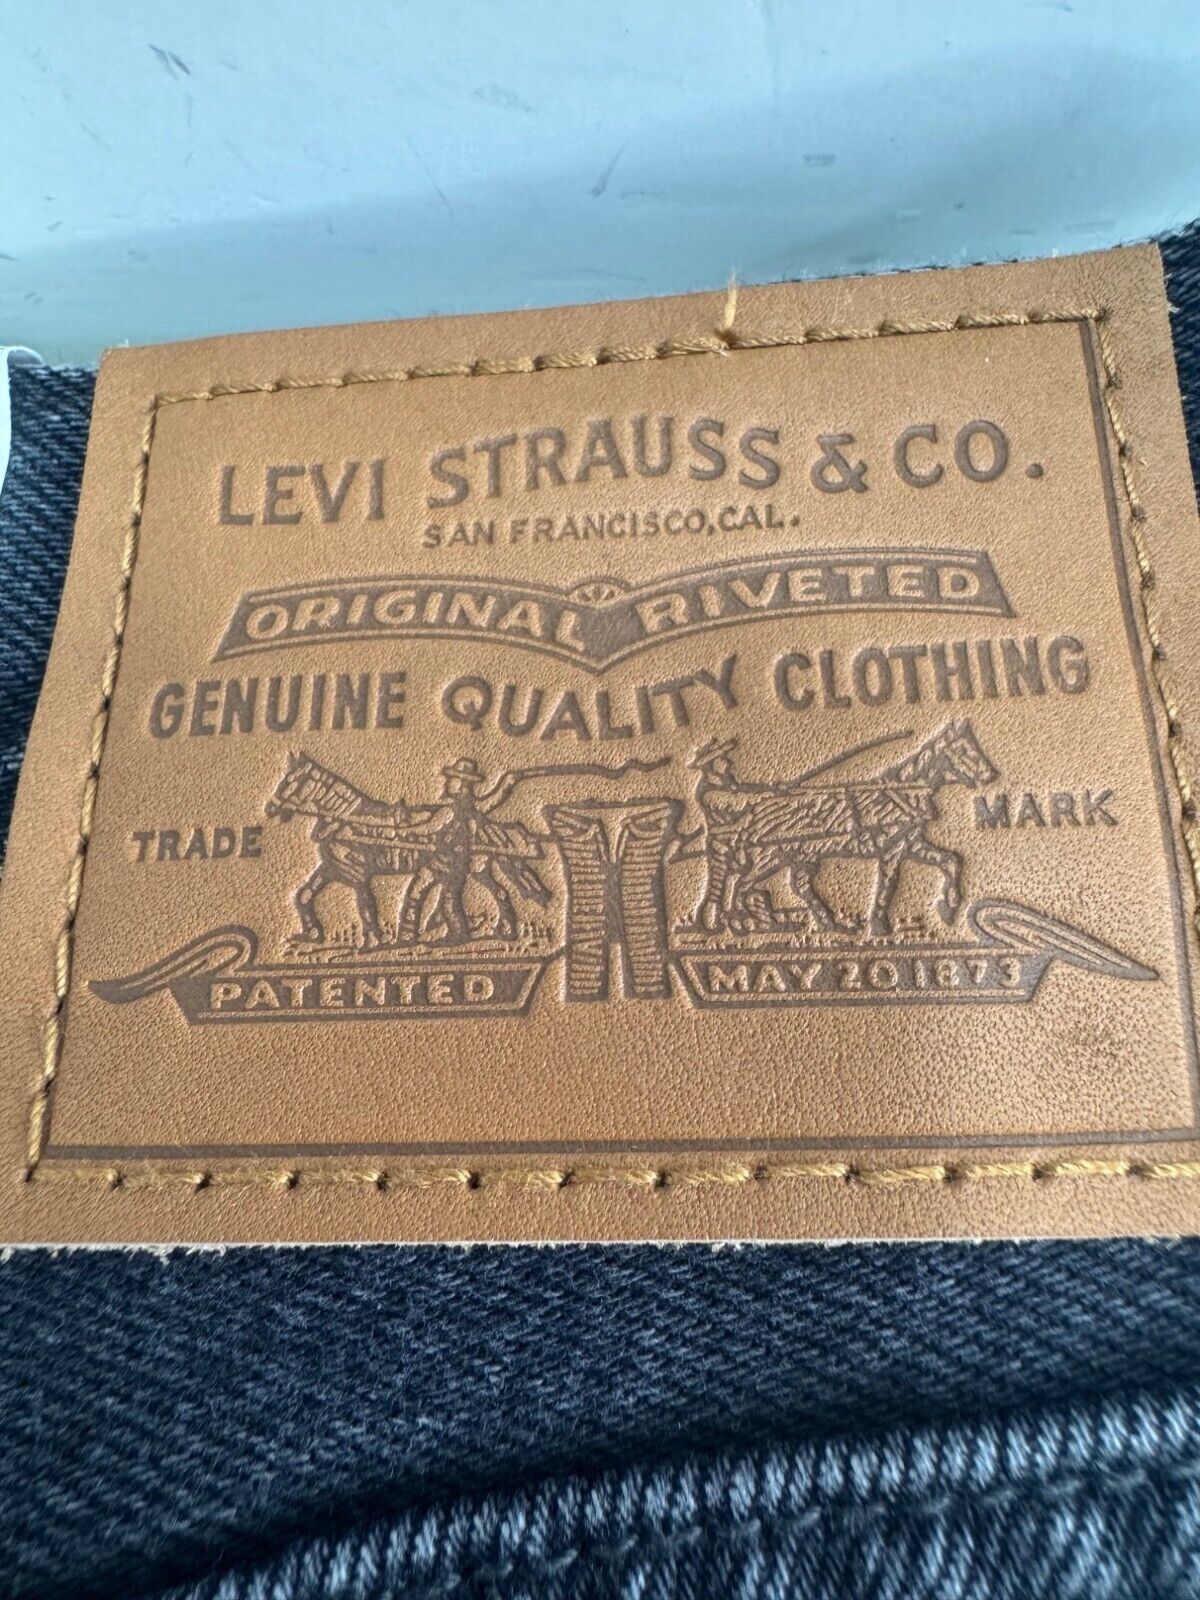 LEVI STRAUSS & CO.
SAN FRANCISCO, CAL.
ORIGINAL RIVETED
GENUINE QUALITY CLOTHING
TRADE MARK
PATENTED MAY 20 1873